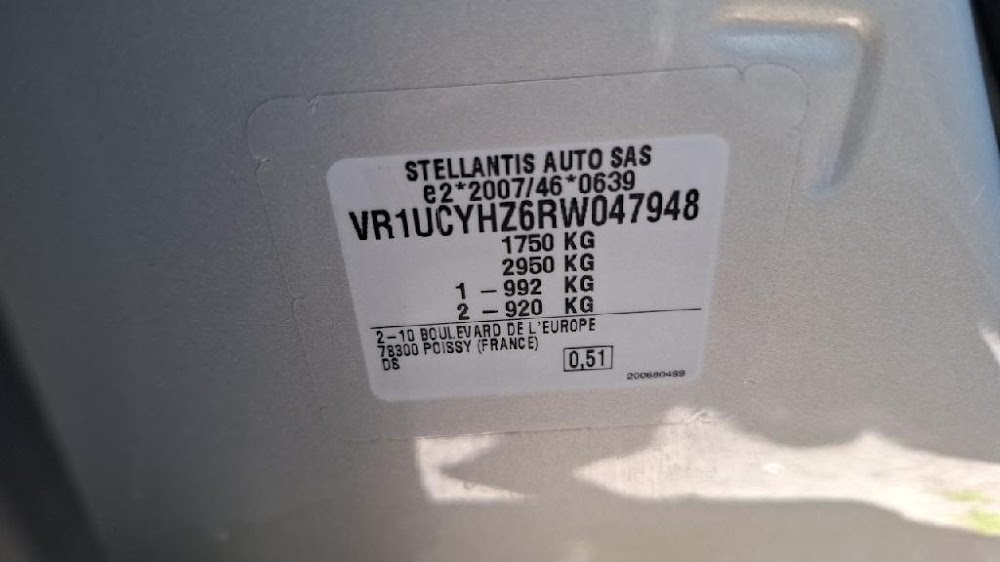 STELLANTIS AUTO SAS
e2*2007/46*0639
VR1UCYHZ6RW047948
1750 KG
2950 KG
1 – 992 KG
2 – 920 KG
2–10 BOULEVARD DE L'EUROPE
78300 POISSY (FRANCE)
DS
0,51
200680499